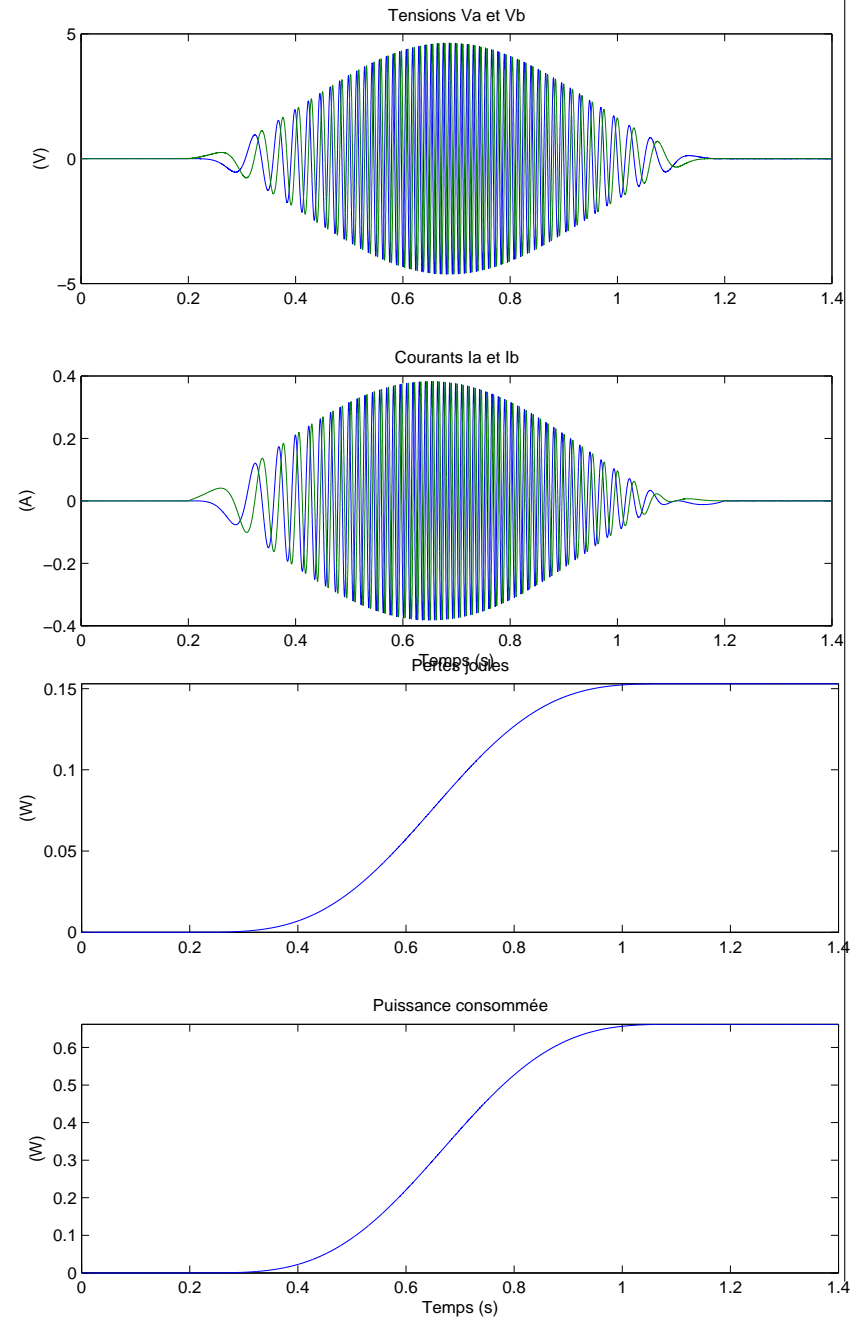 Tensions Va et Vb
5
0
−5
(V)
0 0.2 0.4 0.6 0.8 1 1.2 1.4
Courants Ia et Ib
0.4
0.2
0
−0.2
−0.4
(A)
0 0.2 0.4 0.6 0.8 1 1.2 1.4
Temps (s)
Pertes joules
0.15
0.1
0.05
0
(W)
0 0.2 0.4 0.6 0.8 1 1.2 1.4
Puissance consommée
0.6
0.5
0.4
0.3
0.2
0.1
0
(W)
0 0.2 0.4 0.6 0.8 1 1.2 1.4
Temps (s)